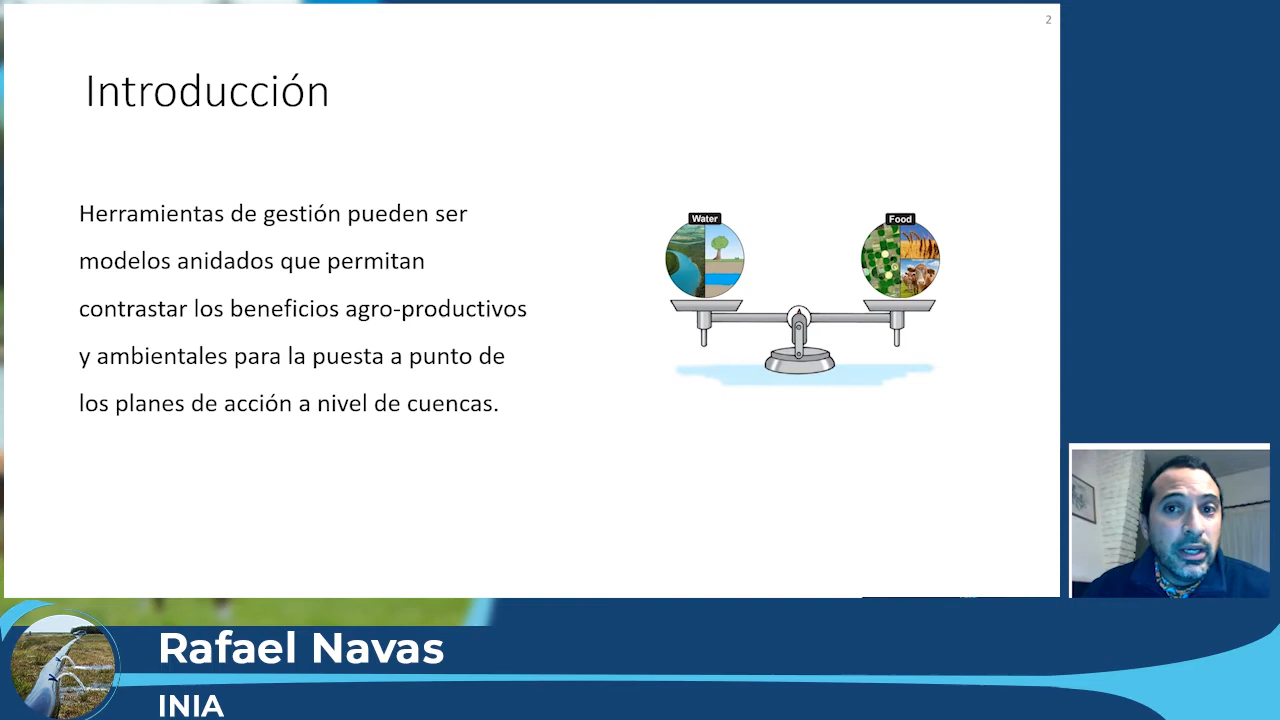 2
Introducción
Herramientas de gestión pueden ser
modelos anidados que permitan
contrastar los beneficios agro-productivos
y ambientales para la puesta a punto de
los planes de acción a nivel de cuencas.
Water
Food
Rafael Navas
INIA